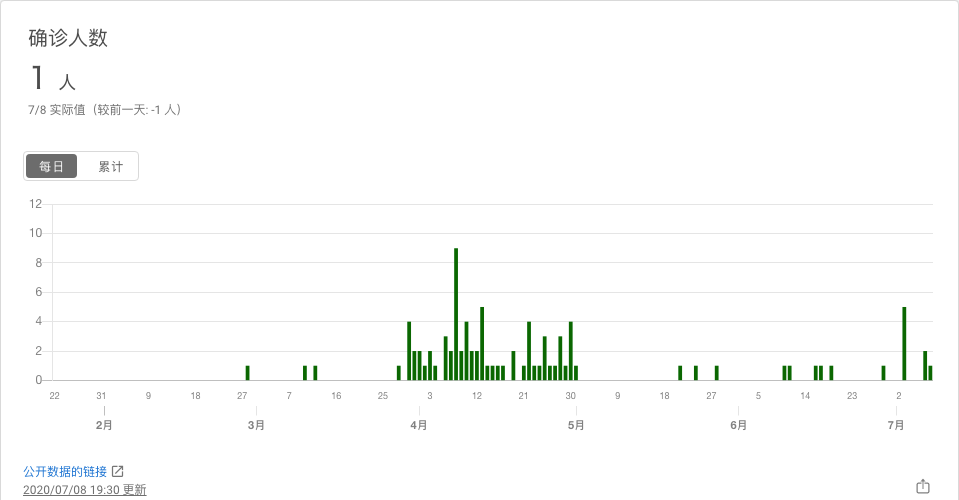 确诊人数
1 人
7/8 实际值（较前一天: -1 人）
每日 累计
12
10
8
6
4
2
0
22 31 9 18 27 7 16 25 3 12 21 30 9 18 27 5 14 23 2
2月 3月 4月 5月 6月 7月
公开数据的链接
2020/07/08 19:30 更新